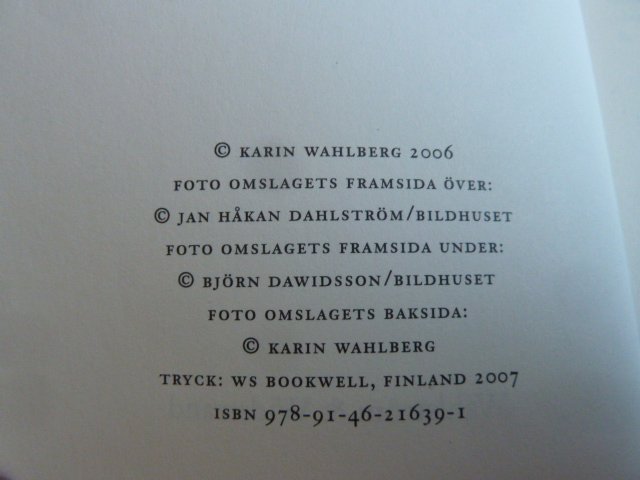 © KARIN WAHLBERG 2006
FOTO OMSLAGETS FRAMSIDA ÖVER:
© JAN HÅKAN DAHLSTRÖM/BILDHUSET
FOTO OMSLAGETS FRAMSIDA UNDER:
© BJÖRN DAWIDSSON/BILDHUSET
FOTO OMSLAGETS BAKSIDA:
© KARIN WAHLBERG
TRYCK: WS BOOKWELL, FINLAND 2007
ISBN 978-91-46-21639-1